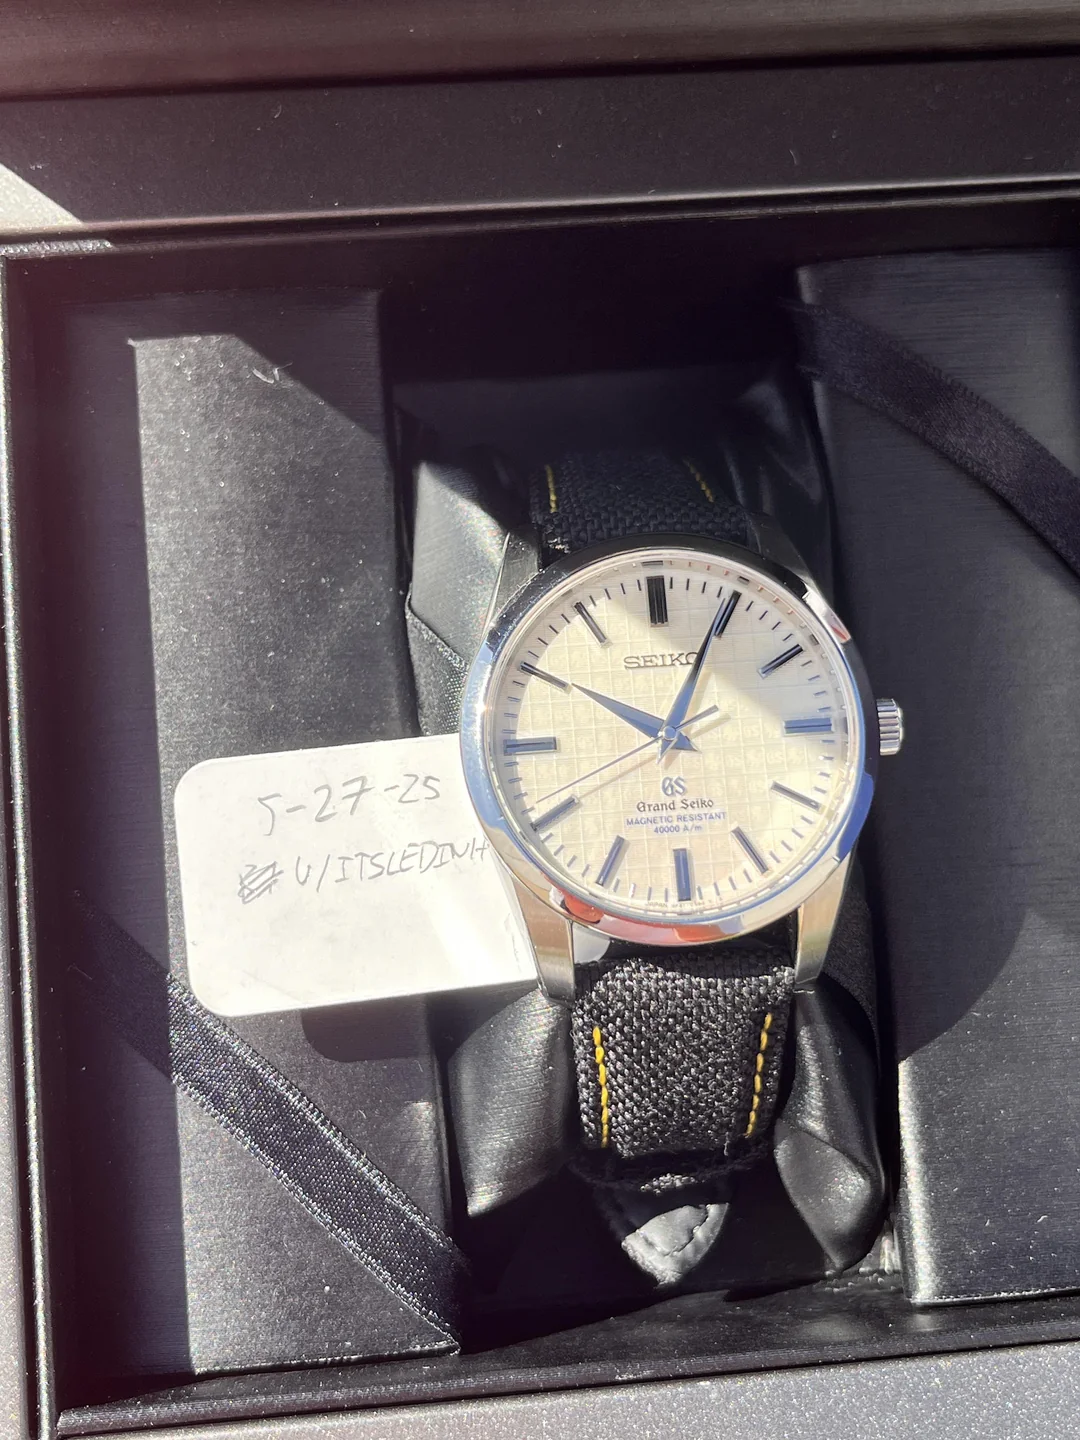 5-27-25
U/ITSLEDINH
SEIKO
GS
Grand Seiko
MAGNETIC RESISTANT
40000 A/m